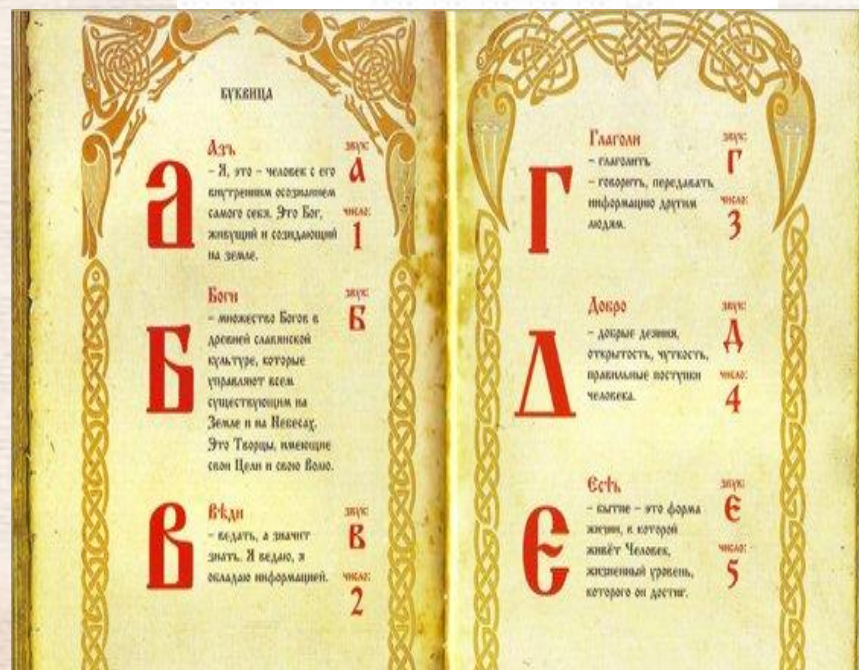 БУКВИЦА
Азъ
– Я, это – человек с его
внутренним осознанием
самого себя. Это Бог,
живущий и созидающий
на земле.
А
звук:
А
число:
1
Боги
– множество Богов в
древней славянской
культуре, которые
управляют всем
существующим на
Земле и на Небесах.
Это Творцы, имеющие
свои Цели и свою Волю.
Б
звук:
Б
Вѣди
– ведать, а значит
знать. Я ведаю, я
обладаю информацией.
В
звук:
В
число:
2
Глаголи
– глаголить
– говорить, передавать
информацию другим
людям.
Г
звук:
Г
число:
3
Добро
– добрые деяния,
открытость, чуткость,
правильные поступки
человека.
Д
звук:
Д
число:
4
Єсть
– бытие – это форма
жизни, в которой
живёт Человек,
жизненный уровень,
которого он достиг.
Є
звук:
Є
число:
5